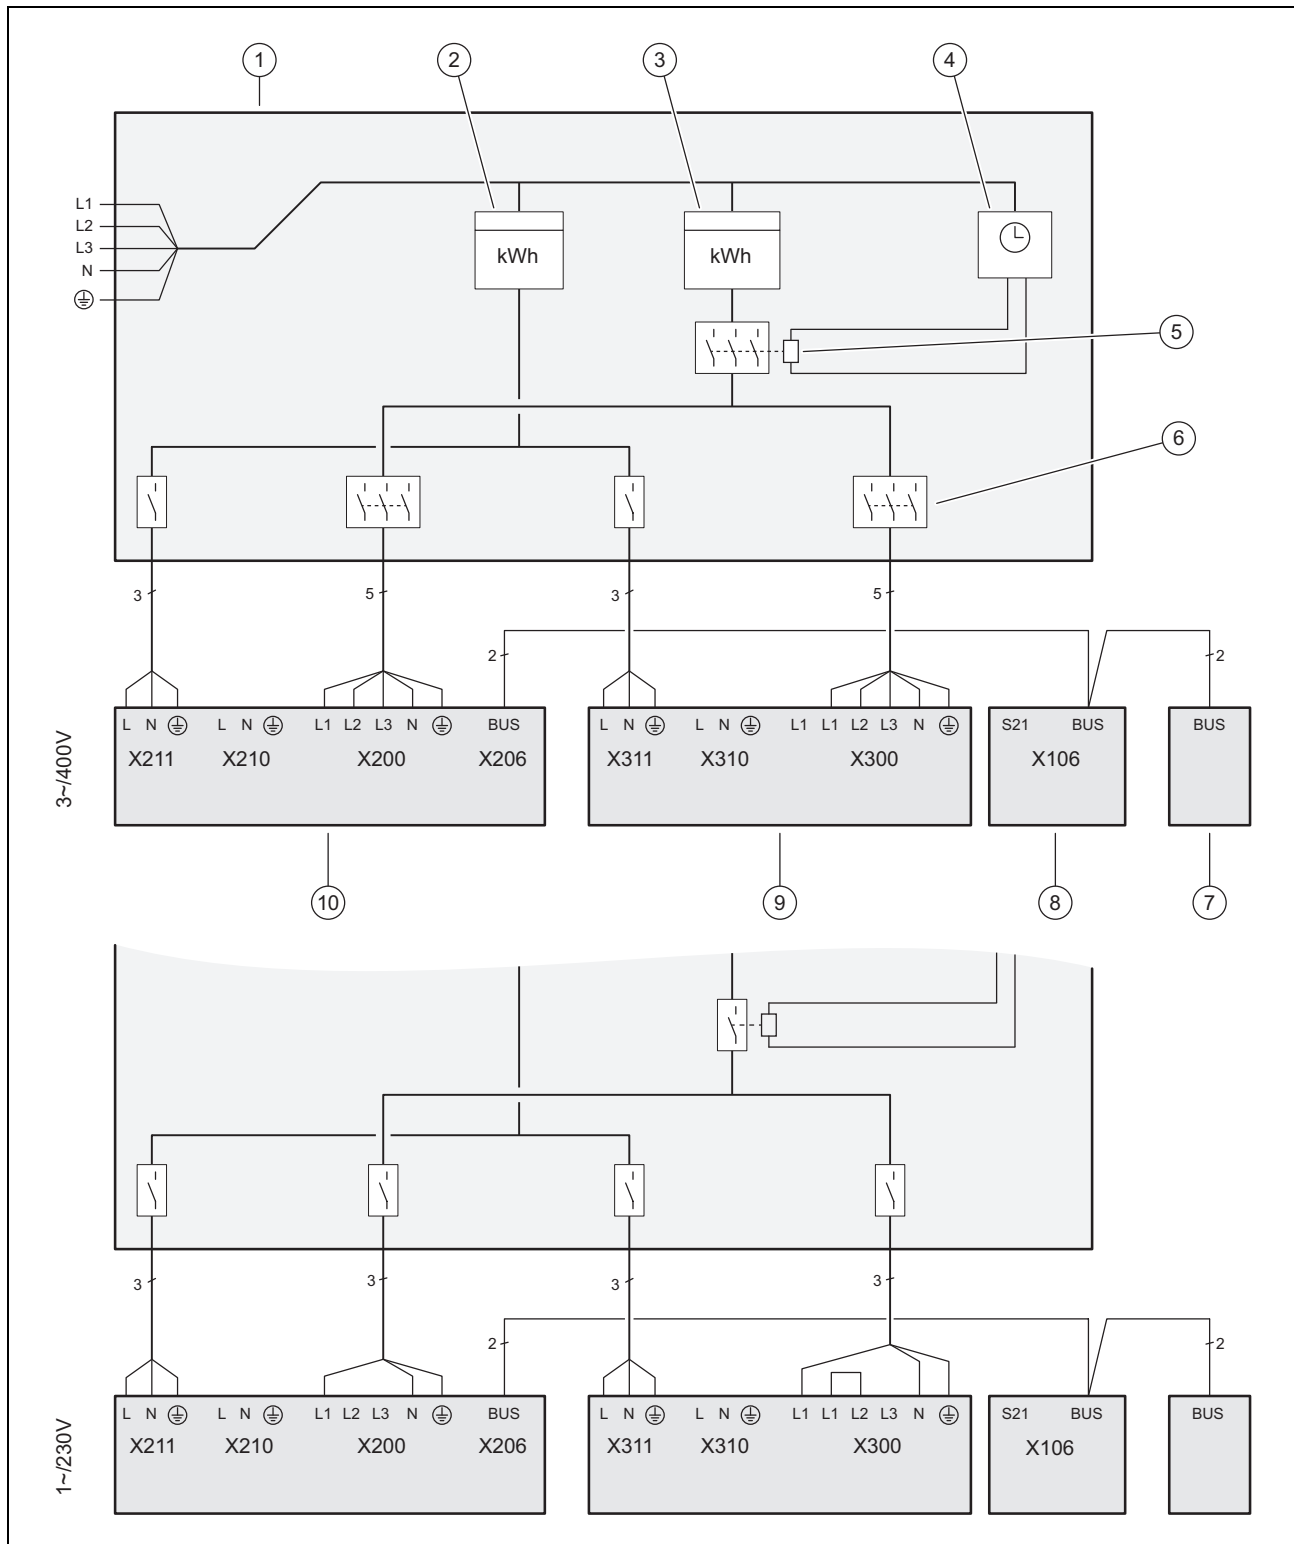 1 2 3 4
L1
L2
L3
N
kWh kWh
5
6
3 5 3 5
2 2
L N L N L1 L2 L3 N BUS L N L N L1 L1 L2 L3 N S21 BUS BUS
X211 X210 X200 X206 X311 X310 X300 X106
3~/400V
10 9 8 7
3 3 3 3
2 2
L N L N L1 L2 L3 N BUS L N L N L1 L1 L2 L3 N S21 BUS BUS
X211 X210 X200 X206 X311 X310 X300 X106
1~/230V